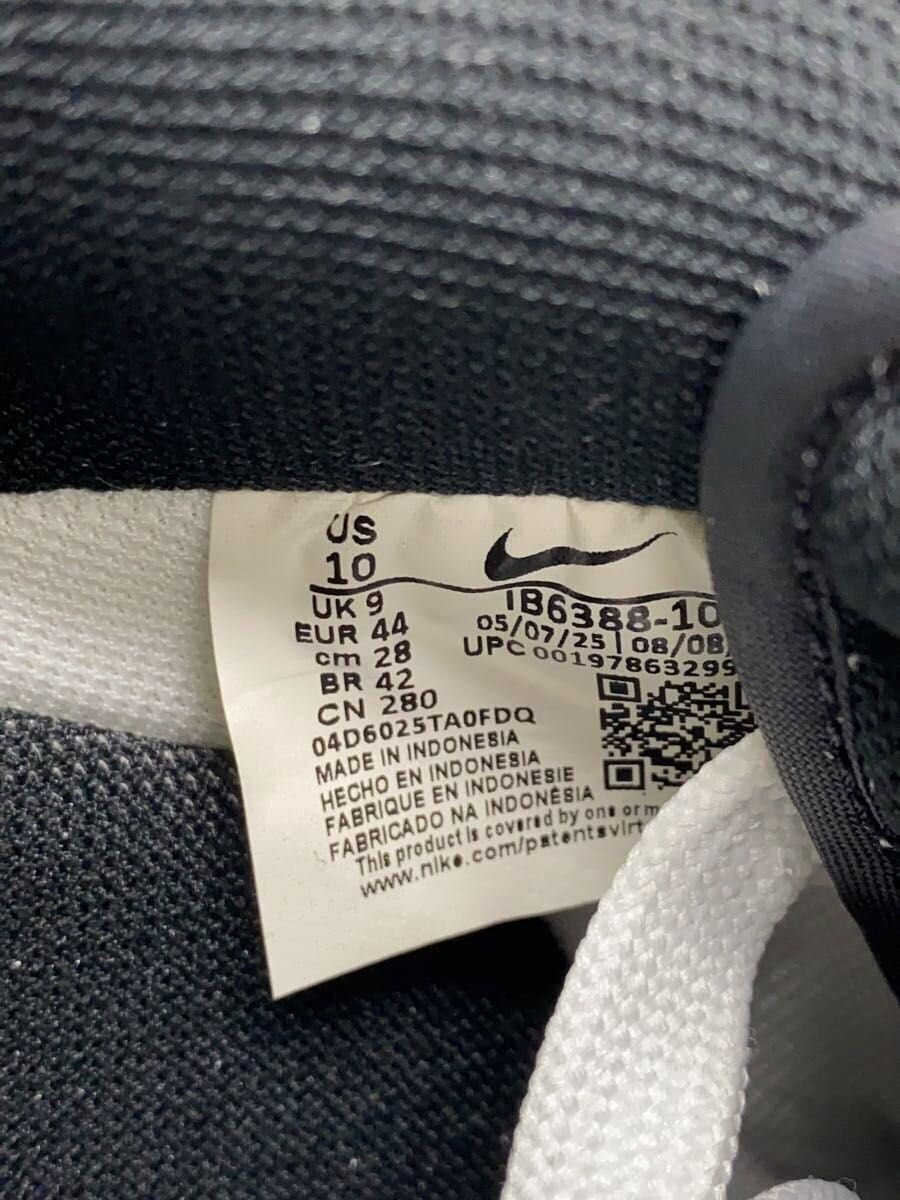 US
10
UK 9
EUR 44
cm 28
BR 42
CN 280
IB6388-10
05/07/25 | 08/08/
UPC 00197863299
04D6025TA0FDQ
MADE IN INDONESIA
HECHO EN INDONESIA
FABRIQUE EN INDONESIE
FABRICADO NA INDONÉSIA
This product is covered by one or m
www.nike.com/patentsvirt